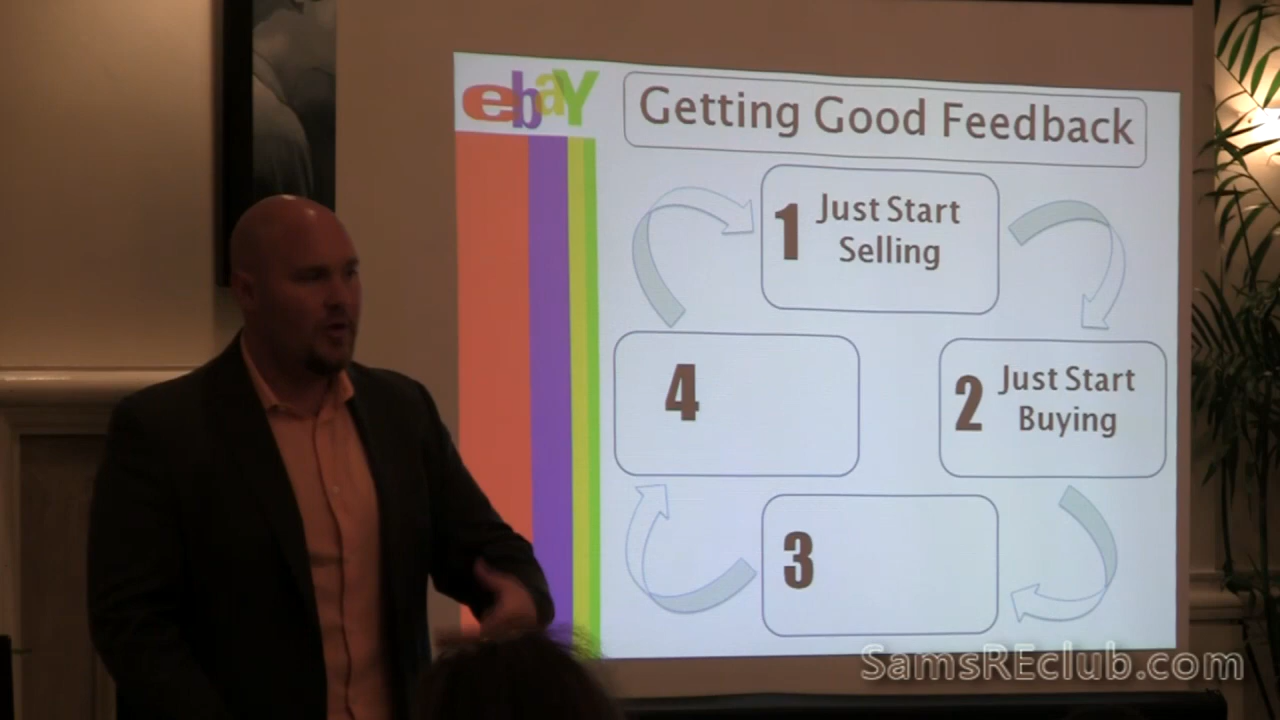 ebaY
Getting Good Feedback
1 Just Start
Selling
2 Just Start
Buying
3
4
SamsREclub.com